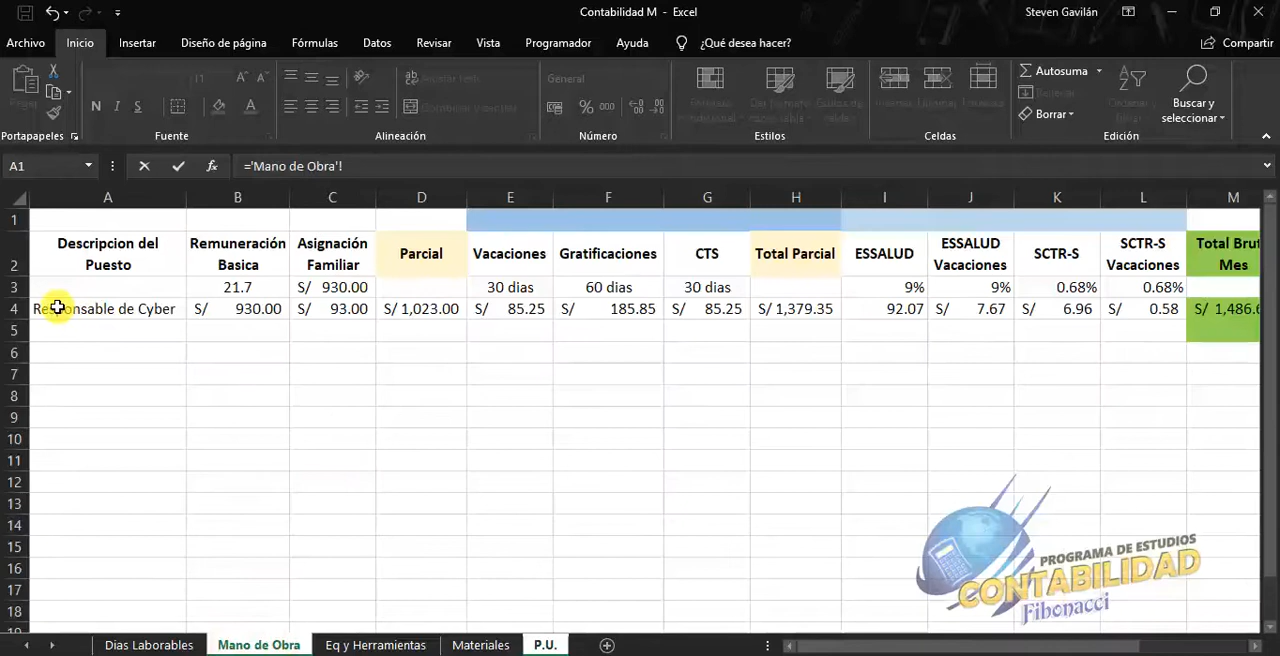 Contabilidad M - Excel
Steven Gavilán
Archivo Inicio Insertar Diseño de página Fórmulas Datos Revisar Vista Programador Ayuda ¿Qué desea hacer? Compartir
N K S
General
% 000
Autosuma
Borrar
Buscar y
seleccionar
Portapapeles Fuente Alineación Número Estilos Celdas Edición
A1 fx ='Mano de Obra'!
A B C D E F G H I J K L M
1
2 Descripcion del Puesto Remuneración Basica Asignación Familiar Parcial Vacaciones Gratificaciones CTS Total Parcial ESSALUD ESSALUD Vacaciones SCTR-S SCTR-S Vacaciones Total Brut Mes
3 21.7 S/ 930.00 30 dias 60 dias 30 dias 9% 9% 0.68% 0.68%
4 Responsable de Cyber S/ 930.00 S/ 93.00 S/ 1,023.00 S/ 85.25 S/ 185.85 S/ 85.25 S/ 1,379.35 92.07 S/ 7.67 S/ 6.96 S/ 0.58 S/ 1,486.6
5
6
7
8
9
10
11
12
13
14
15
16
17
18
PROGRAMA DE ESTUDIOS
CONTABILIDAD
Fibonacci
Dias Laborables Mano de Obra Eq y Herramientas Materiales P.U.